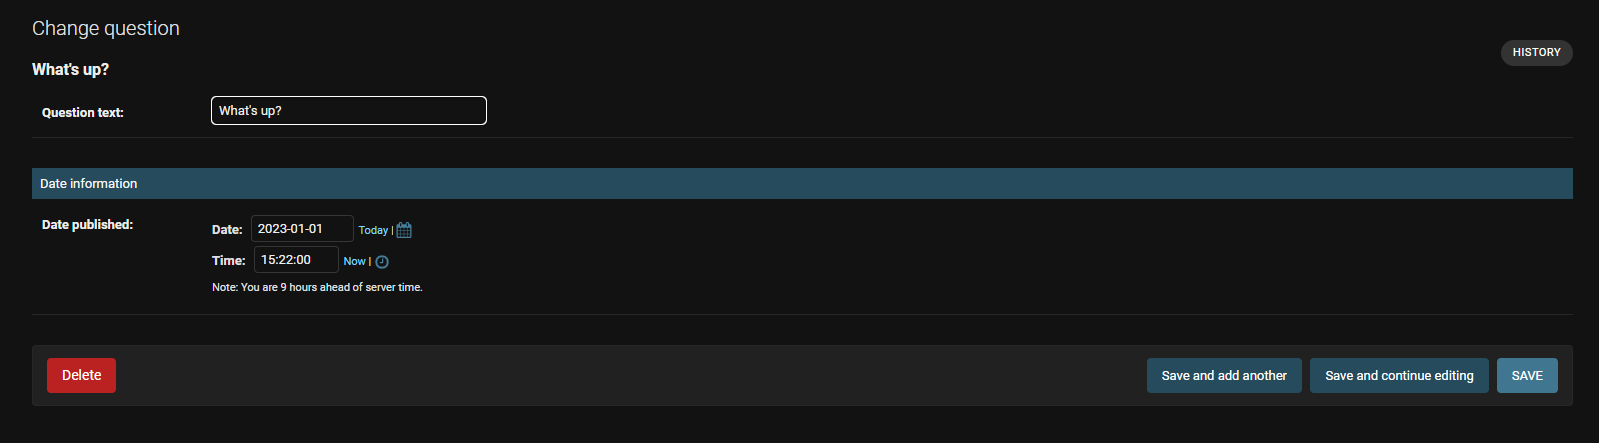 Change question
HISTORY
What's up?
Question text: What's up?
Date information
Date published: Date: 2023-01-01 Today |
Time: 15:22:00 Now |
Note: You are 9 hours ahead of server time.
Delete Save and add another Save and continue editing SAVE